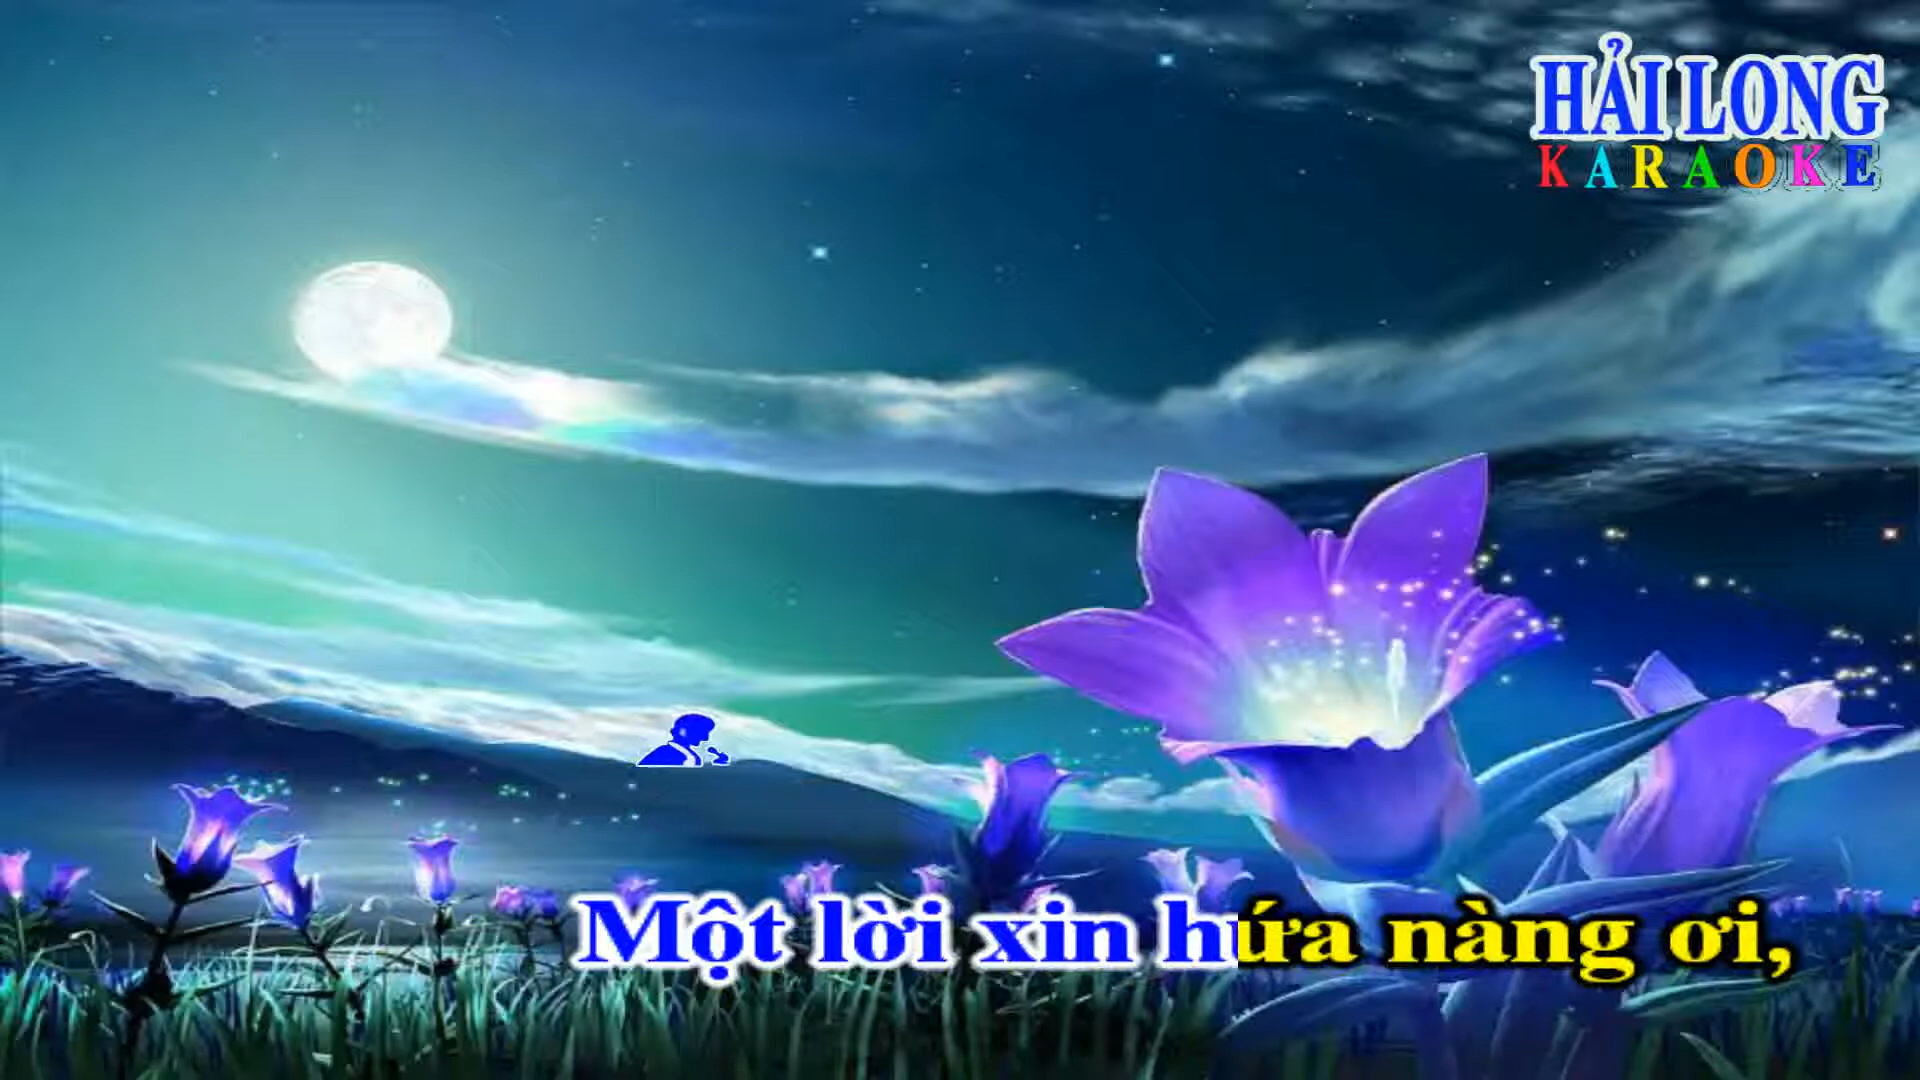 HẢI LONG
KARAOKE
Một lời xin hứa nàng ơi,